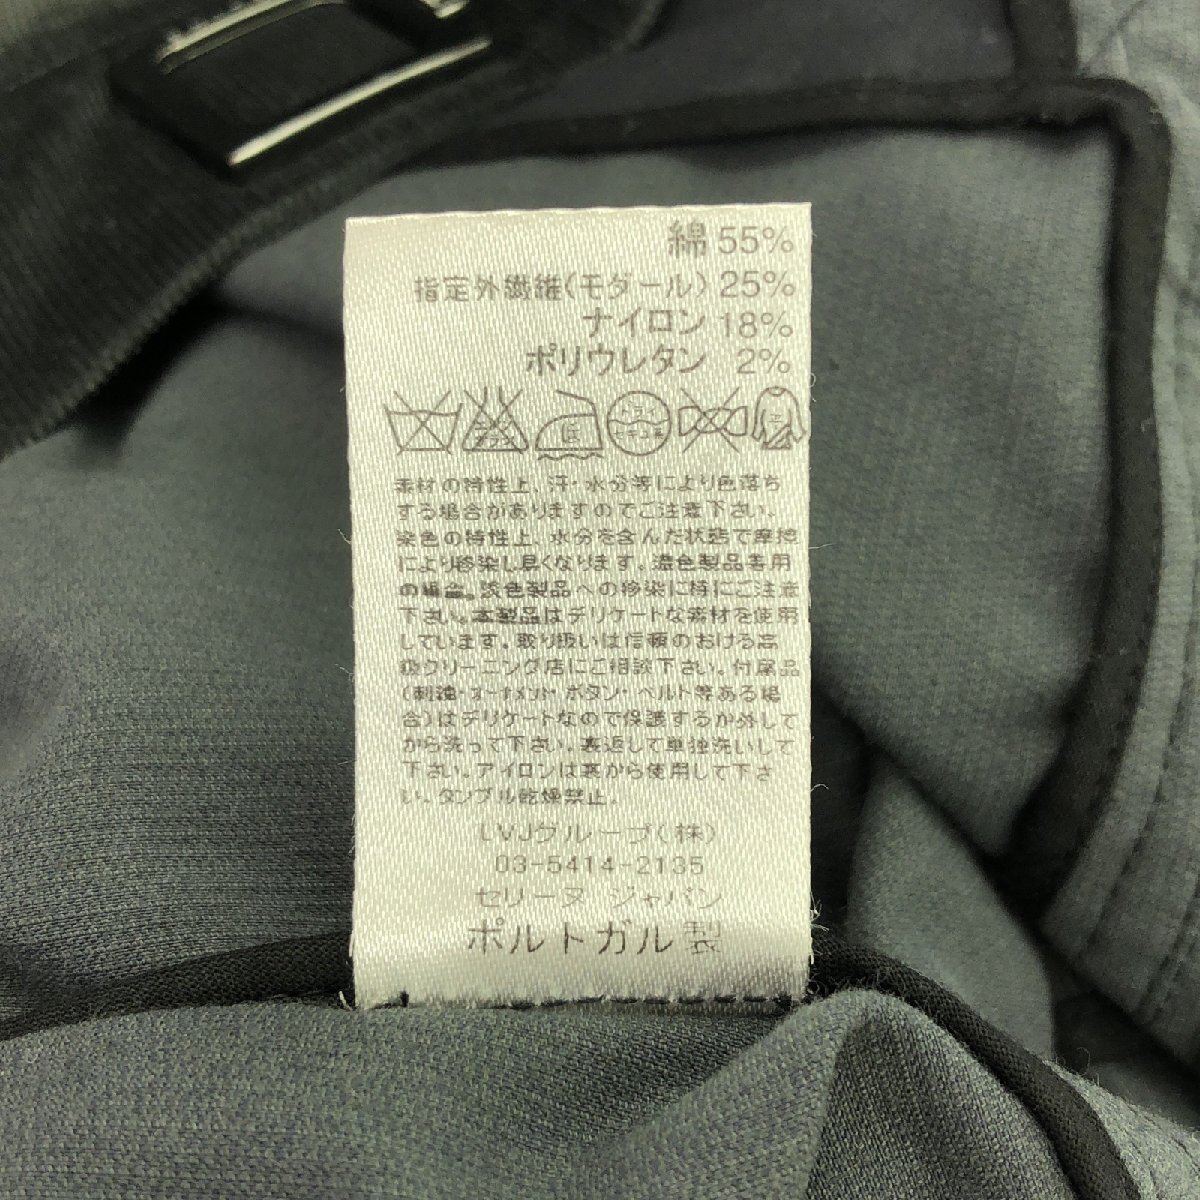 綿 55%
指定外繊維(モダール) 25%
ナイロン 18%
ポリウレタン 2%
低 ドライ
素材の特性上、汗・水分等により色落ち
する場合がありますのでご注意下さい。
染色の特性上、水分を含んだ状態で摩擦
により移染し易くなります。濃色製品着用
の場合、淡色製品への移染に特にご注意
下さい。本製品はデリケートな素材を使用
しています。取り扱いは信頼のおける高
級クリーニング店にご相談下さい。付属品
(刺繍・オーナメント・ボタン・ベルト等ある場
合)はデリケートなので保護するか外して
から洗って下さい。裏返して単独洗いして
下さい。アイロンは裏から使用して下さ
い。タンブル乾燥禁止。
LVJグループ(株)
03-5414-2135
セリーヌ ジャパン
ポルトガル製